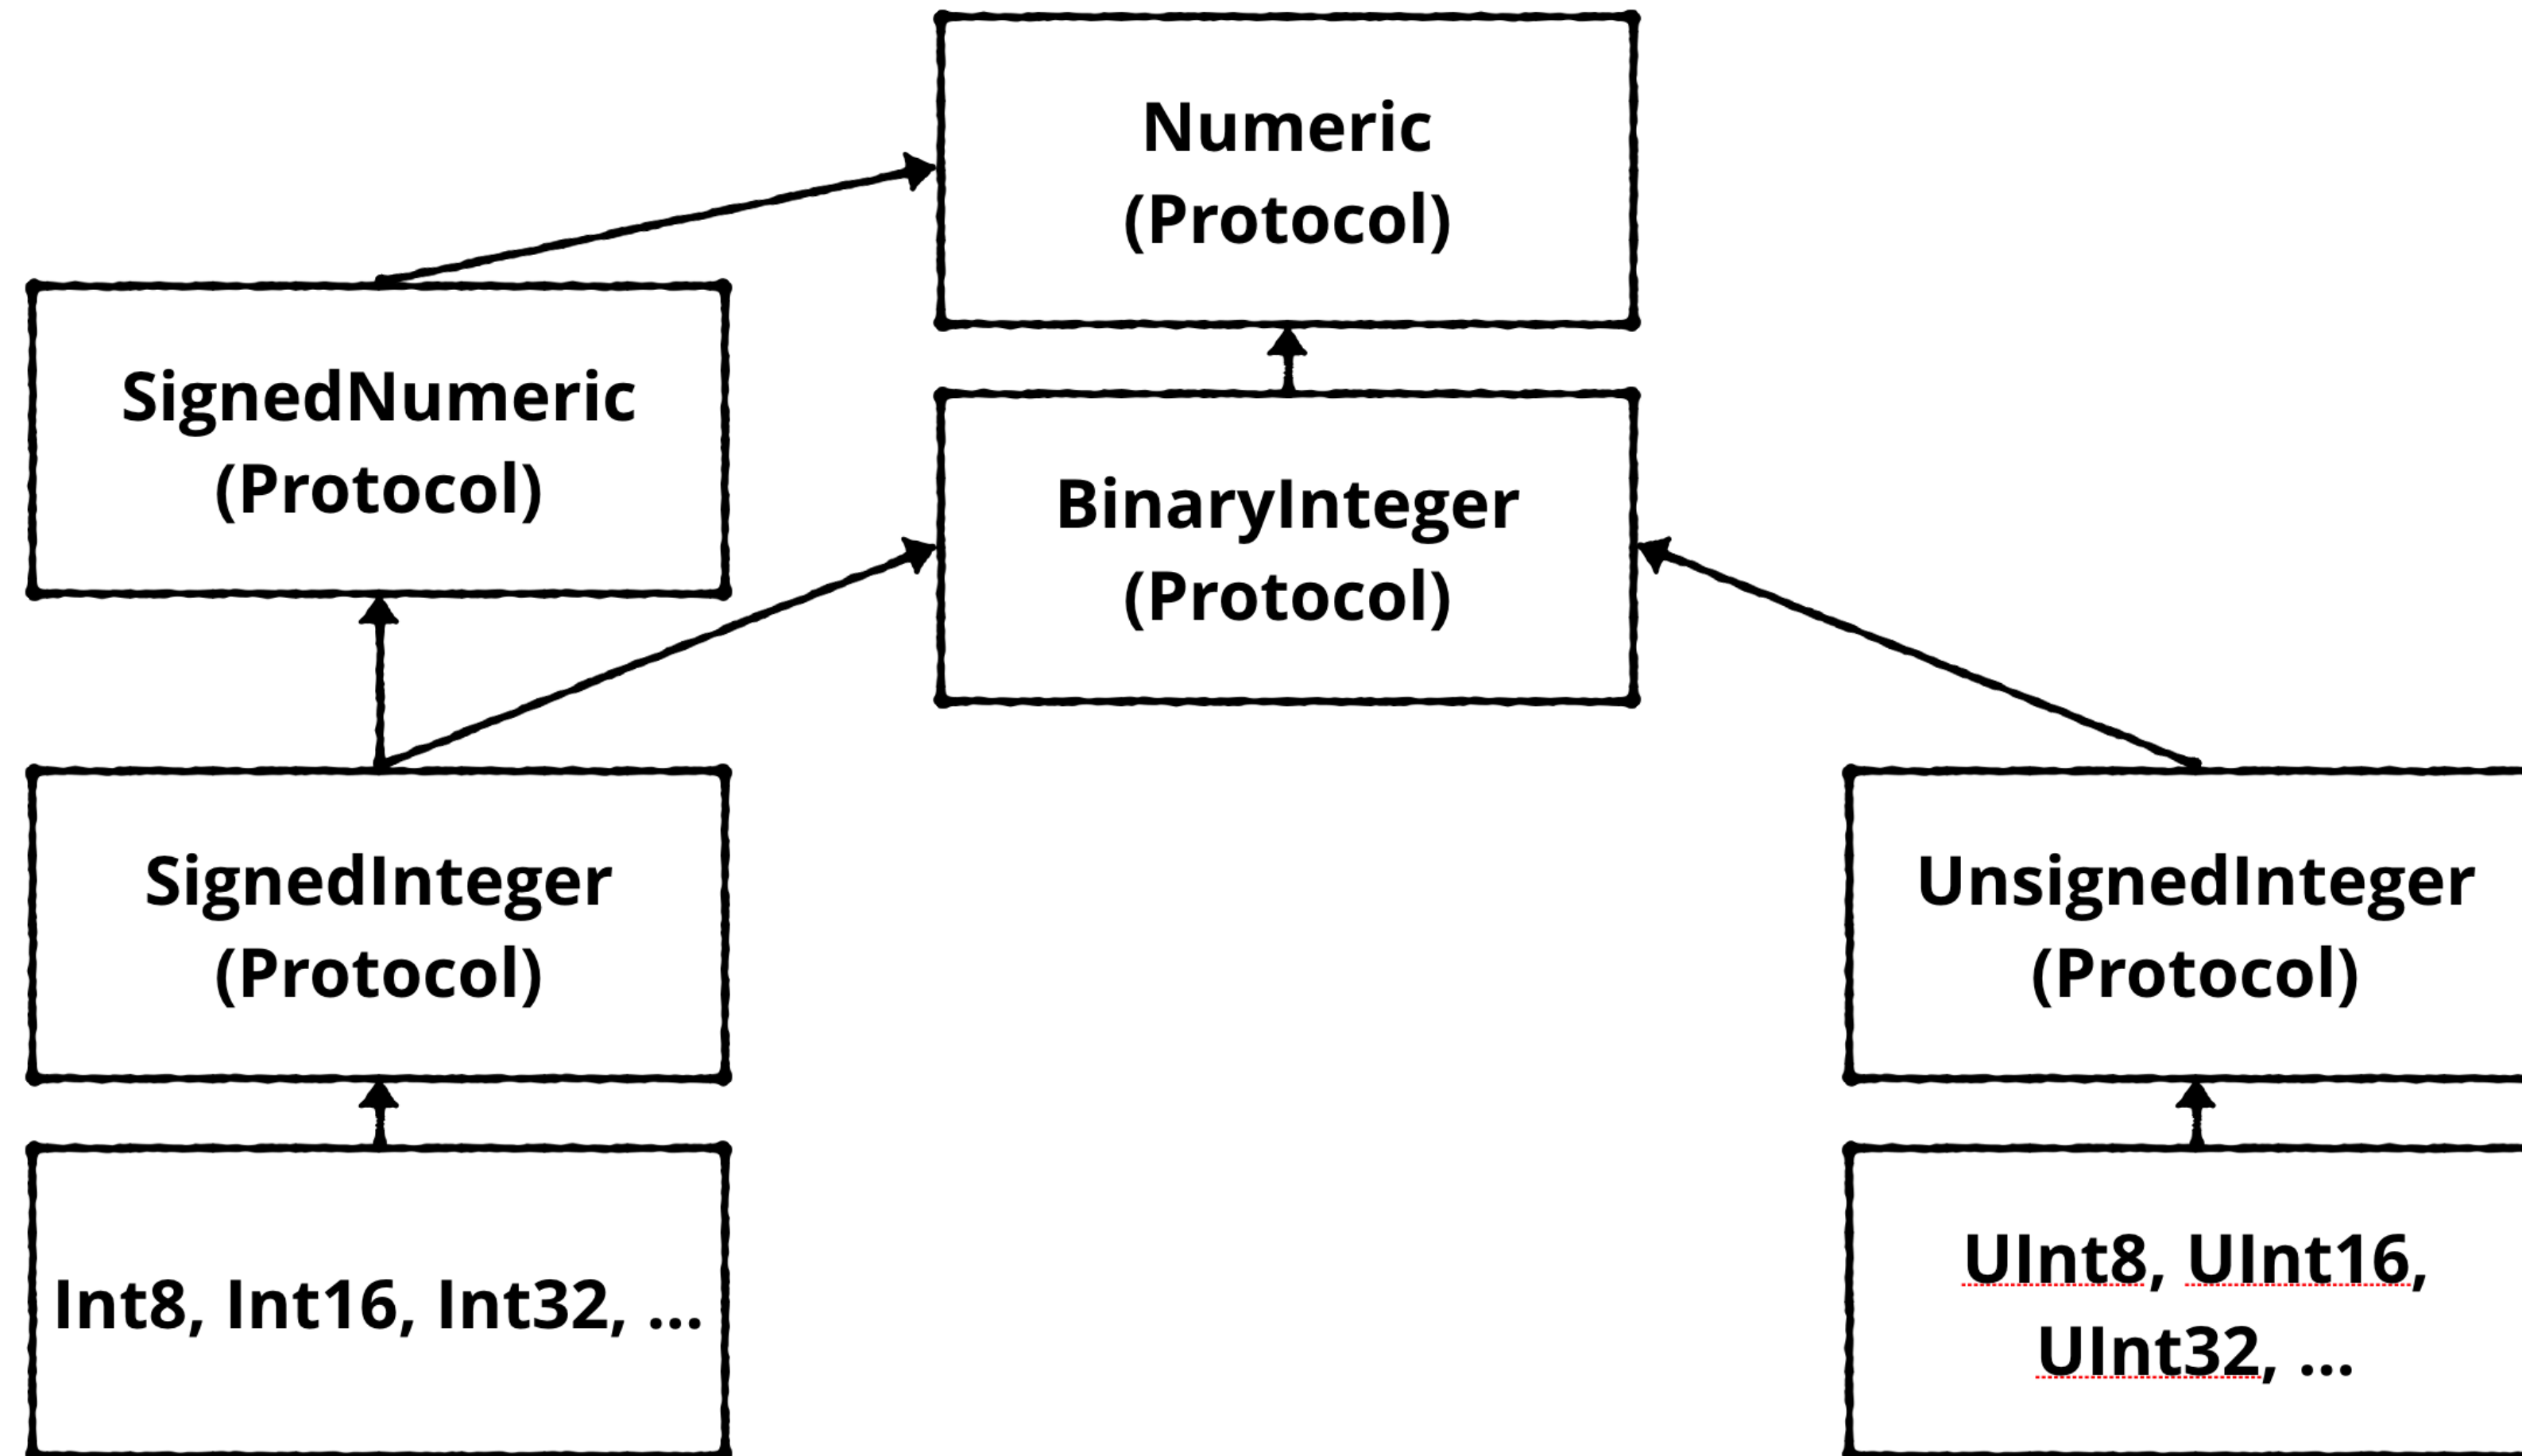 Numeric
(Protocol)
SignedNumeric
(Protocol)
BinaryInteger
(Protocol)
SignedInteger
(Protocol)
UnsignedInteger
(Protocol)
Int8, Int16, Int32, ...
UInt8, UInt16,
UInt32, ...